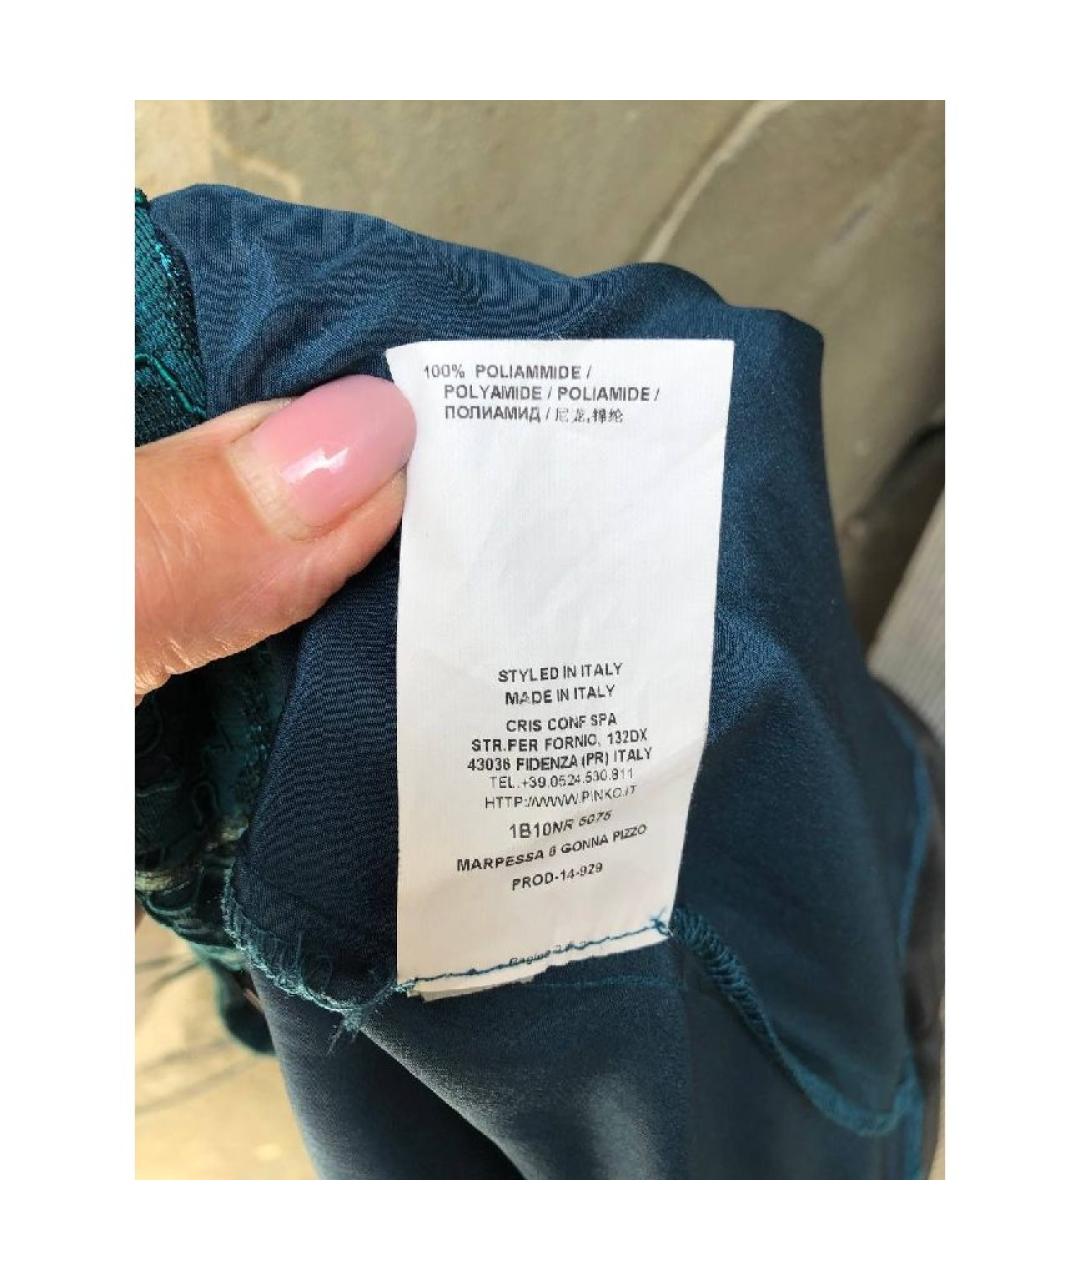 100% POLIAMMIDE /
POLYAMIDE / POLIAMIDE /
ПОЛИАМИД / 尼龙,锦纶
STYLED IN ITALY
MADE IN ITALY
CRIS CONF SPA
STR.PER FORNIO, 132DX
43036 FIDENZA (PR) ITALY
TEL.+39.0524.530.911
HTTP://WWW.PINKO.IT
1B10NR 5075
MARPESSA 6 GONNA PIZZO
PROD-14-929